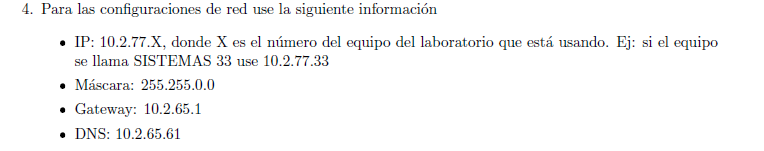 4. Para las configuraciones de red use la siguiente información
• IP: 10.2.77.X, donde X es el número del equipo del laboratorio que está usando. Ej: si el equipo
se llama SISTEMAS 33 use 10.2.77.33
• Máscara: 255.255.0.0
• Gateway: 10.2.65.1
• DNS: 10.2.65.61